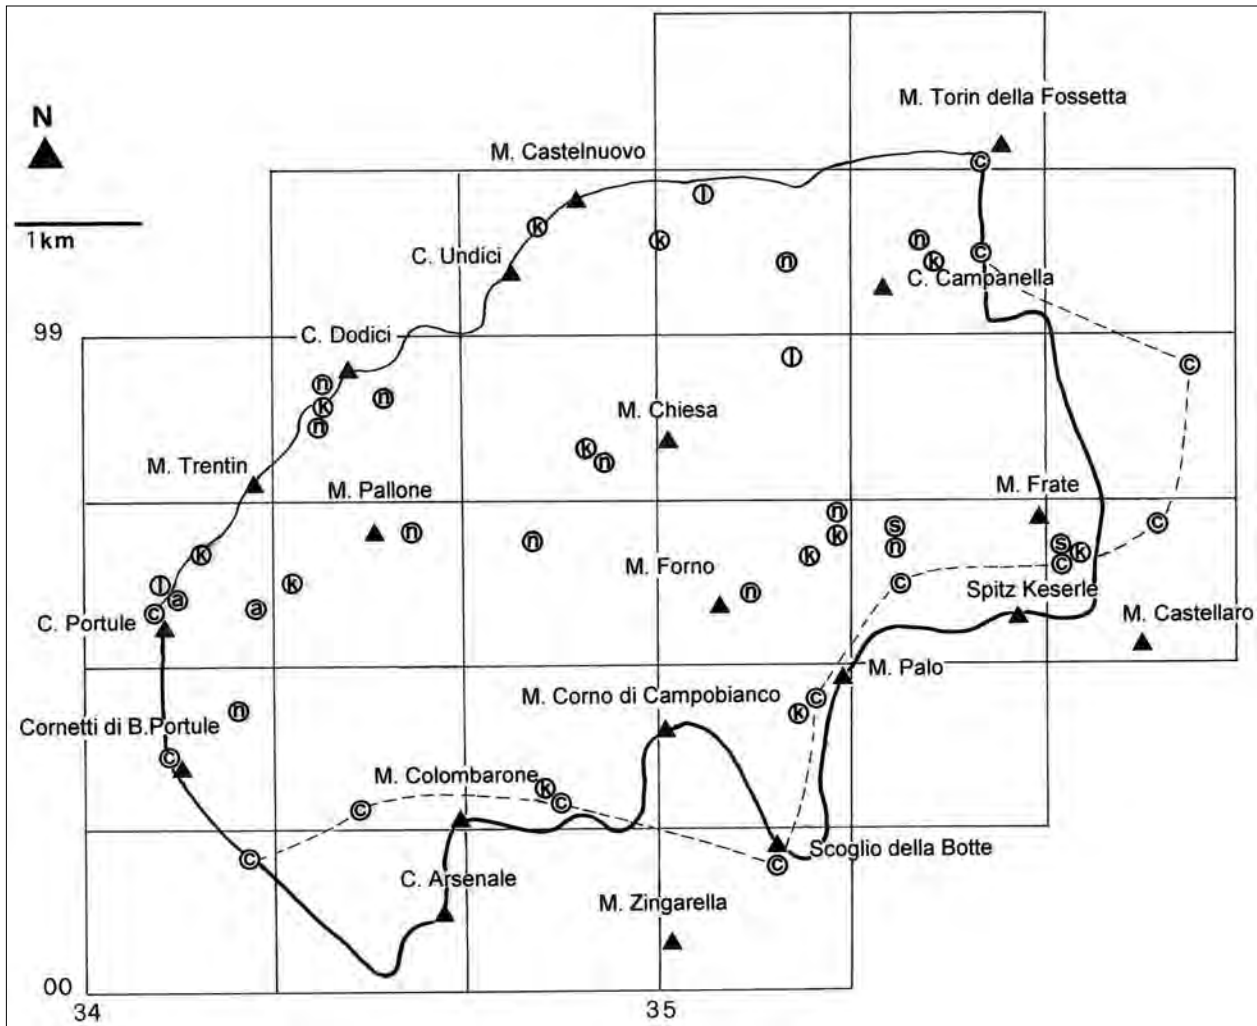 M. Torin della Fossetta
N
M. Castelnuovo
c
l
1km
k
k
n
C. Undici
n
c
k
C. Campanella
.99
C. Dodici
l
c
n
n
k
M. Chiesa
n
k
n
M. Trentin
M. Pallone
M. Frate
n
s
c
n
n
k
n
s
k
k
k
c
M. Forno
l
k
c
n
Spitz Keserle
a
a
c
M. Castellaro
C. Portule
M. Palo
M. Corno di Campobianco
c
n
k
Cornetti di B.Portule
c
M. Colombarone
k
c
c
Scoglio della Botte
c
c
C. Arsenale
M. Zingarella
00
34
35